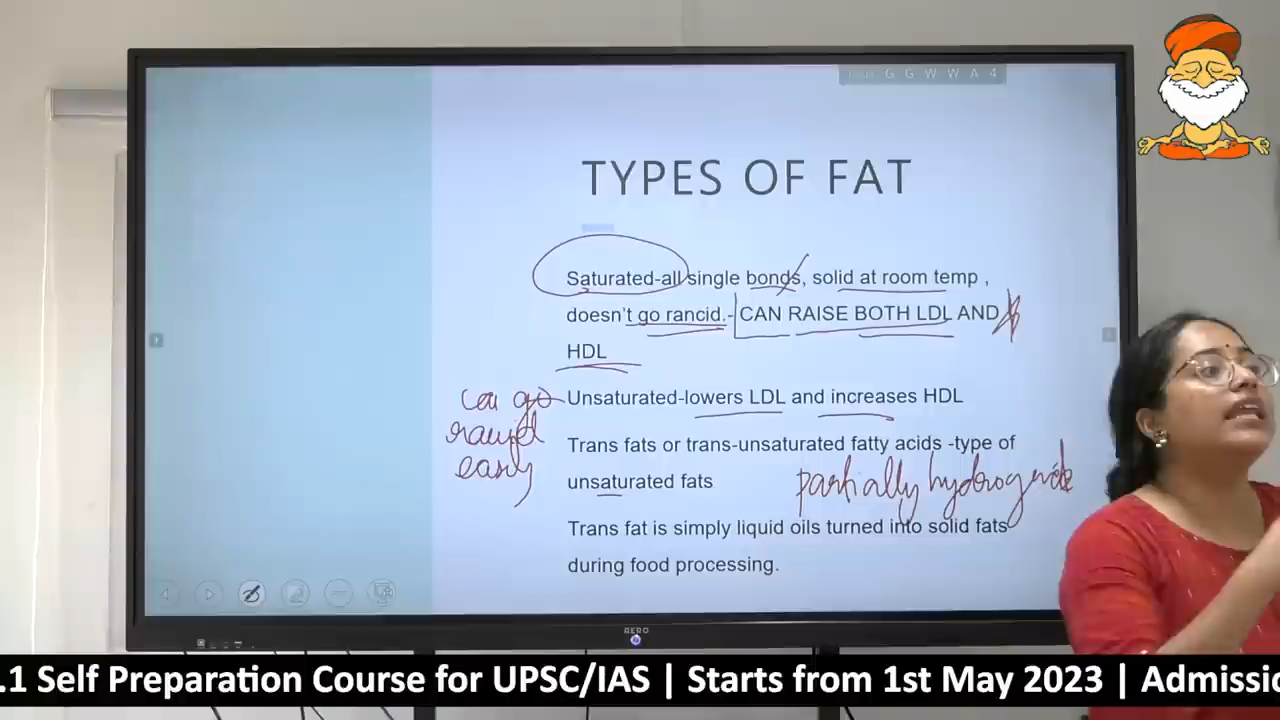 G G W W A 4
TYPES OF FAT
Saturated-all single bonds, solid at room temp ,
doesn't go rancid.- CAN RAISE BOTH LDL AND
HDL
can go
rancid
easily
Unsaturated-lowers LDL and increases HDL
Trans fats or trans-unsaturated fatty acids -type of
unsaturated fats
partially hydrogenated
Trans fat is simply liquid oils turned into solid fats
during food processing.
AERO
.1 Self Preparation Course for UPSC/IAS | Starts from 1st May 2023 | Admissio